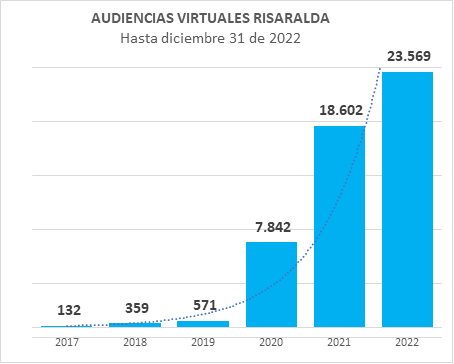 AUDIENCIAS VIRTUALES RISARALDA
Hasta diciembre 31 de 2022
23.569
18.602
7.842
571
359
132
2017 2018 2019 2020 2021 2022